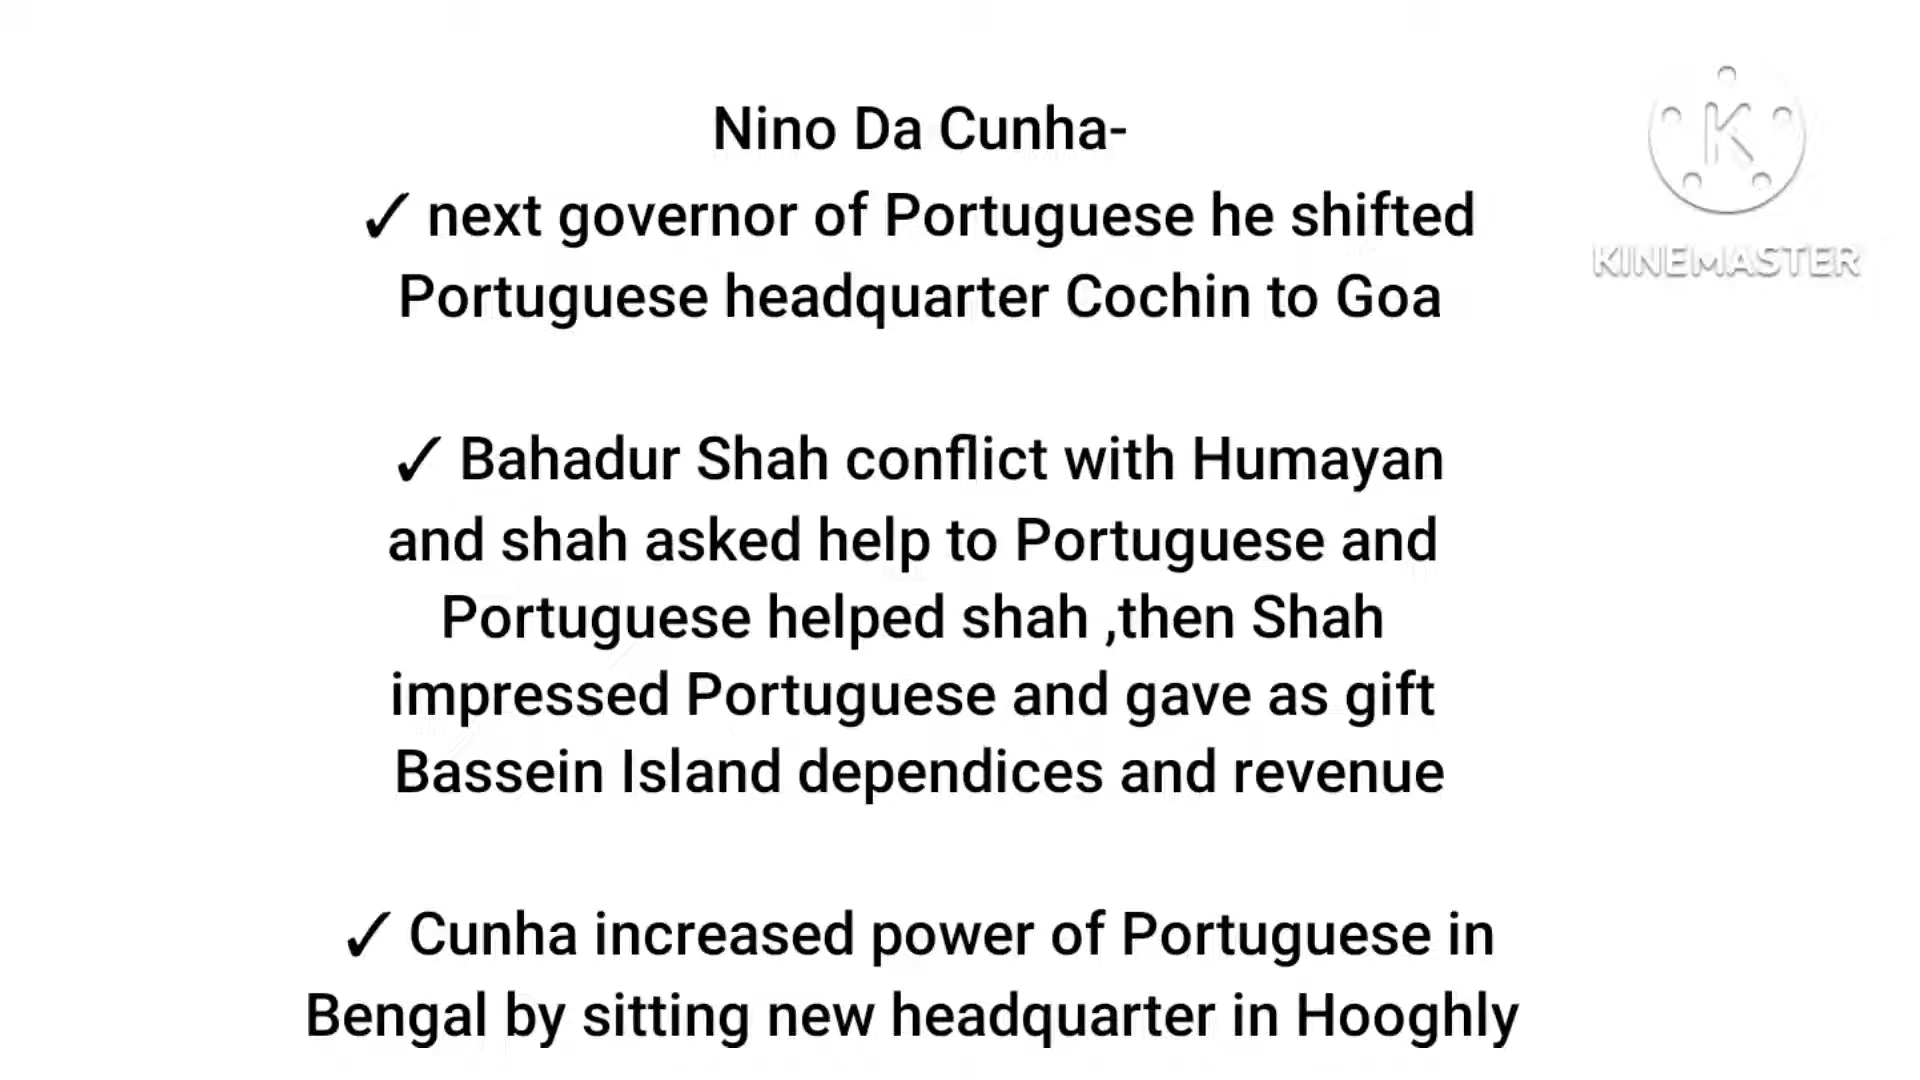 Nino Da Cunha-
✓ next governor of Portuguese he shifted
Portuguese headquarter Cochin to Goa
✓ Bahadur Shah conflict with Humayan
and shah asked help to Portuguese and
Portuguese helped shah ,then Shah
impressed Portuguese and gave as gift
Bassein Island dependices and revenue
✓ Cunha increased power of Portuguese in
Bengal by sitting new headquarter in Hooghly
K
KINEMASTER